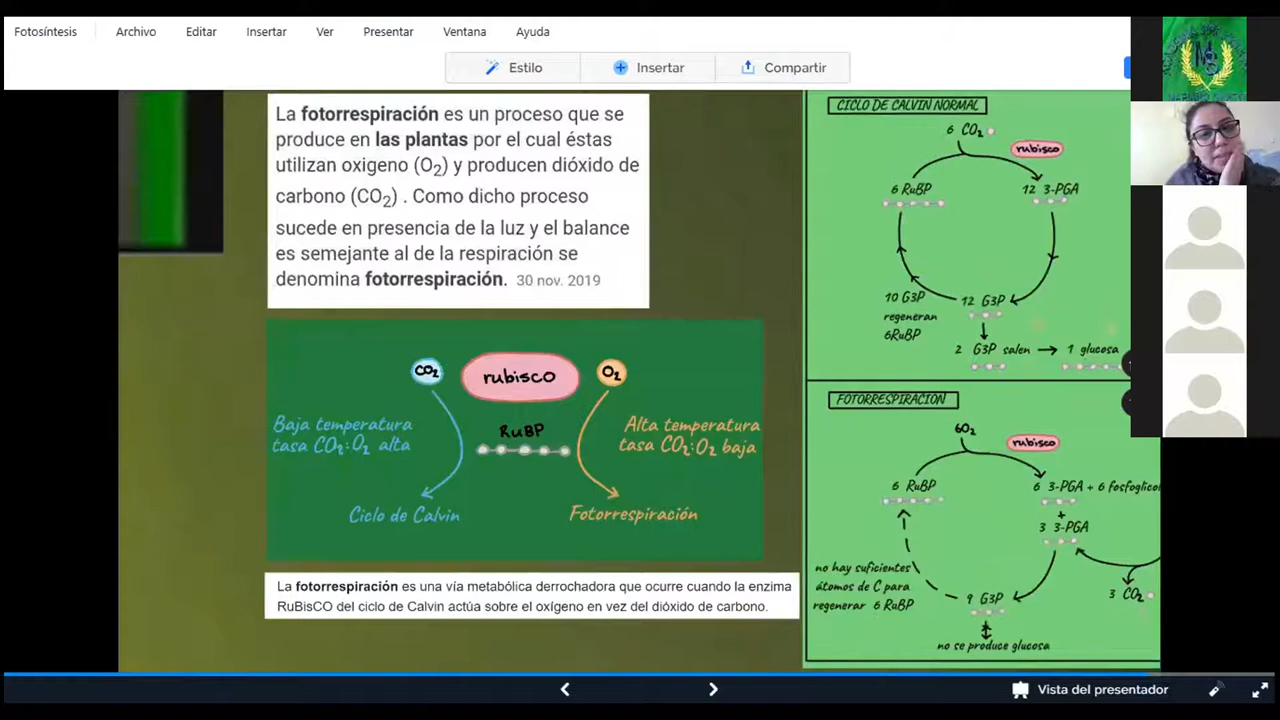 Fotosíntesis
Archivo
Editar
Insertar
Ver
Presentar
Ventana
Ayuda
Estilo
Insertar
Compartir
La fotorrespiración es un proceso que se
produce en las plantas por el cual éstas
utilizan oxigeno (O2) y producen dióxido de
carbono (CO2) . Como dicho proceso
sucede en presencia de la luz y el balance
es semejante al de la respiración se
denomina fotorrespiración. 30 nov. 2019
CO2
rubisco
O2
RuBP
Baja temperatura
tasa CO2:O2 alta
Alta temperatura
tasa CO2:O2 baja
Ciclo de Calvin
Fotorrespiración
La fotorrespiración es una vía metabólica derrochadora que ocurre cuando la enzima
RuBisCO del ciclo de Calvin actúa sobre el oxígeno en vez del dióxido de carbono.
CICLO DE CALVIN NORMAL
6 CO2
rubisco
6 RuBP
12 3-PGA
10 G3P
regeneran
6RuBP
12 G3P
2 G3P salen
1 glucosa
FOTORRESPIRACION
6O2
rubisco
6 RuBP
6 3-PGA + 6 fosfoglicol
+
3 3-PGA
no hay suficientes
átomos de C para
regenerar 6 RuBP
9 G3P
3 CO2
no se produce glucosa
Vista del presentador